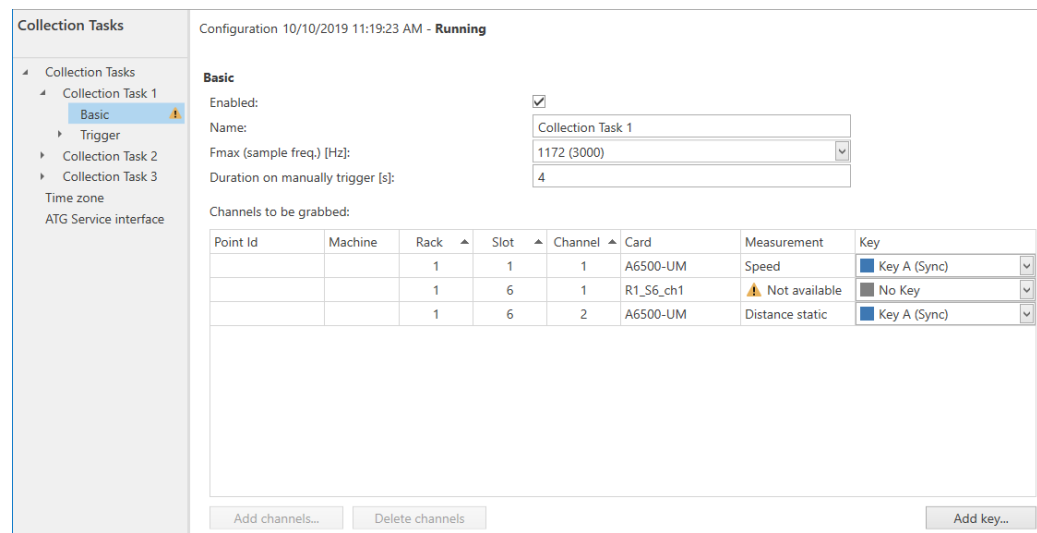 Collection Tasks
Configuration 10/10/2019 11:19:23 AM - Running
Collection Tasks
Collection Task 1
Basic
Trigger
Collection Task 2
Collection Task 3
Time zone
ATG Service interface
Basic
Enabled:
Name: Collection Task 1
Fmax (sample freq.) [Hz]: 1172 (3000)
Duration on manually trigger [s]: 4
Channels to be grabbed:
Point Id Machine Rack Slot Channel Card Measurement Key
1 1 1 A6500-UM Speed Key A (Sync)
1 6 1 R1_S6_ch1 Not available No Key
1 6 2 A6500-UM Distance static Key A (Sync)
Add channels... Delete channels Add key...